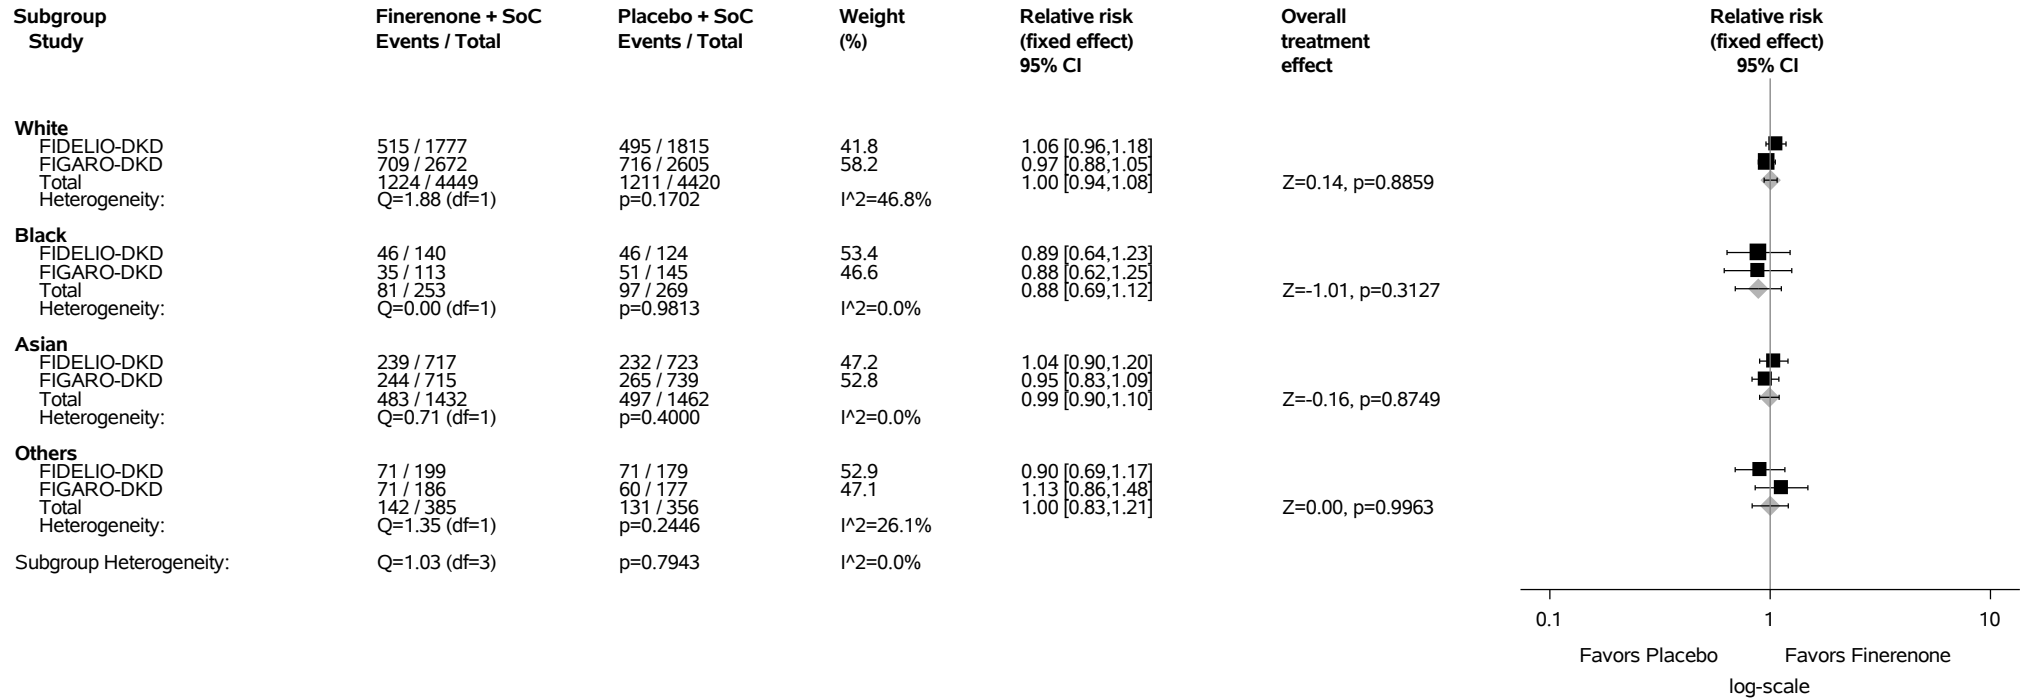 Subgroup Finerenone + SoC Placebo + SoC Weight Relative risk Overall Relative risk
Study Events / Total Events / Total (%) (fixed effect) treatment (fixed effect)
95% CI effect 95% CI
White
FIDELIO-DKD 515 / 1777 495 / 1815 41.8 1.06 [0.96,1.18]
FIGARO-DKD 709 / 2672 716 / 2605 58.2 0.97 [0.88,1.05]
Total 1224 / 4449 1211 / 4420 1.00 [0.94,1.08] Z=0.14, p=0.8859
Heterogeneity: Q=1.88 (df=1) p=0.1702 I^2=46.8%
Black
FIDELIO-DKD 46 / 140 46 / 124 53.4 0.89 [0.64,1.23]
FIGARO-DKD 35 / 113 51 / 145 46.6 0.88 [0.62,1.25]
Total 81 / 253 97 / 269 0.88 [0.69,1.12] Z=-1.01, p=0.3127
Heterogeneity: Q=0.00 (df=1) p=0.9813 I^2=0.0%
Asian
FIDELIO-DKD 239 / 717 232 / 723 47.2 1.04 [0.90,1.20]
FIGARO-DKD 244 / 715 265 / 739 52.8 0.95 [0.83,1.09]
Total 483 / 1432 497 / 1462 0.99 [0.90,1.10] Z=-0.16, p=0.8749
Heterogeneity: Q=0.71 (df=1) p=0.4000 I^2=0.0%
Others
FIDELIO-DKD 71 / 199 71 / 179 52.9 0.90 [0.69,1.17]
FIGARO-DKD 71 / 186 60 / 177 47.1 1.13 [0.86,1.48]
Total 142 / 385 131 / 356 1.00 [0.83,1.21] Z=0.00, p=0.9963
Heterogeneity: Q=1.35 (df=1) p=0.2446 I^2=26.1%
Subgroup Heterogeneity: Q=1.03 (df=3) p=0.7943 I^2=0.0%
0.1 1 10
Favors Placebo Favors Finerenone
log-scale